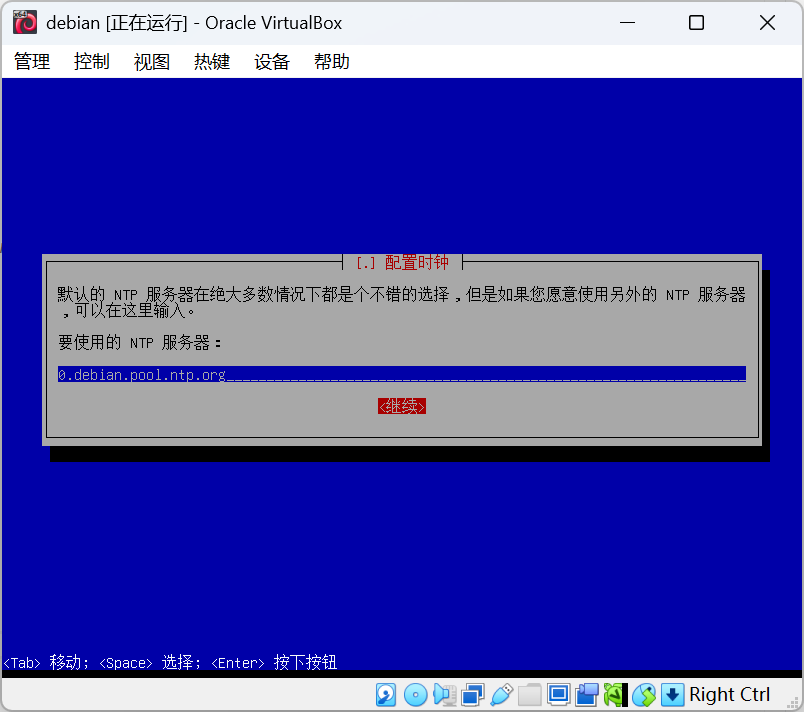 debian [正在运行] - Oracle VirtualBox
管理 控制 视图 热键 设备 帮助
[.] 配置时钟
默认的 NTP 服务器在绝大多数情况下都是个不错的选择，但是如果您愿意使用另外的 NTP 服务器
，可以在这里输入。
要使用的 NTP 服务器：
0.debian.pool.ntp.org
<继续>
<Tab> 移动; <Space> 选择; <Enter> 按下按钮
Right Ctrl